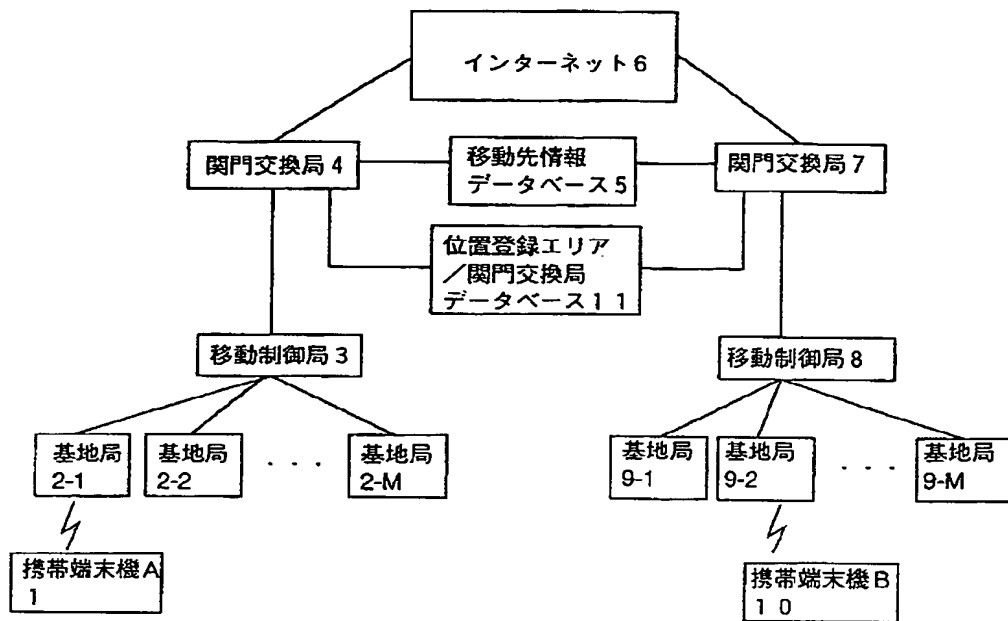 インターネット6
関門交換局4
移動先情報
データベース5
関門交換局7
位置登録エリア
/関門交換局
データベース11
移動制御局3
移動制御局8
基地局
2-1
基地局
2-2
. . .
基地局
2-M
基地局
9-1
基地局
9-2
. . . .
基地局
9-M
携帯端末機A
1
携帯端末機B
10